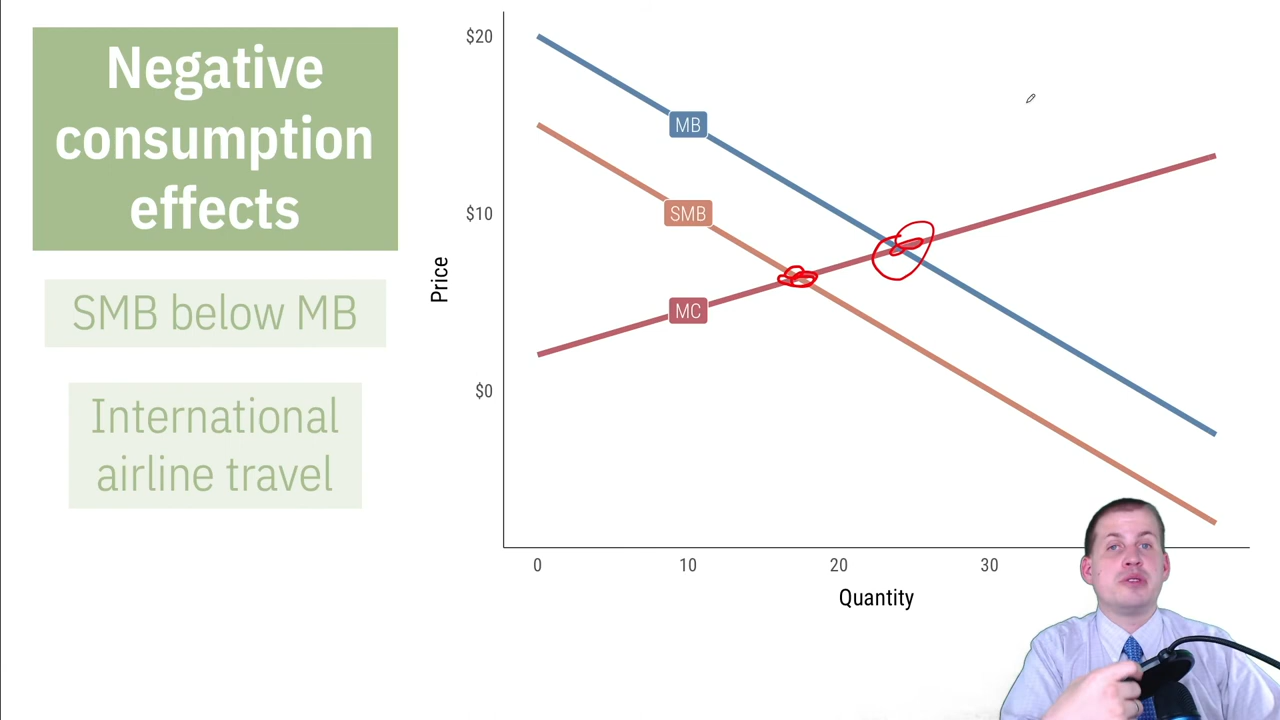 Negative
consumption
effects
SMB below MB
International
airline travel
$20
$10
$0
Price
MB
SMB
MC
0
10
20
30
Quantity